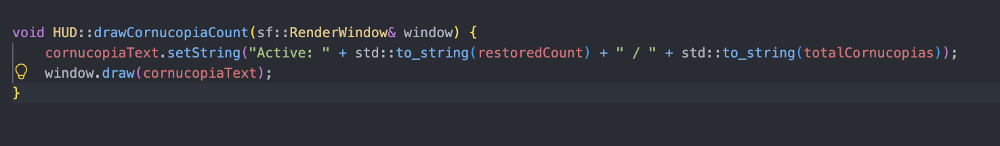 void HUD::drawCornucopiaCount(sf::RenderWindow& window) {
    cornucopiaText.setString("Active: " + std::to_string(restoredCount) + " / " + std::to_string(totalCornucopias));
    window.draw(cornucopiaText);
}